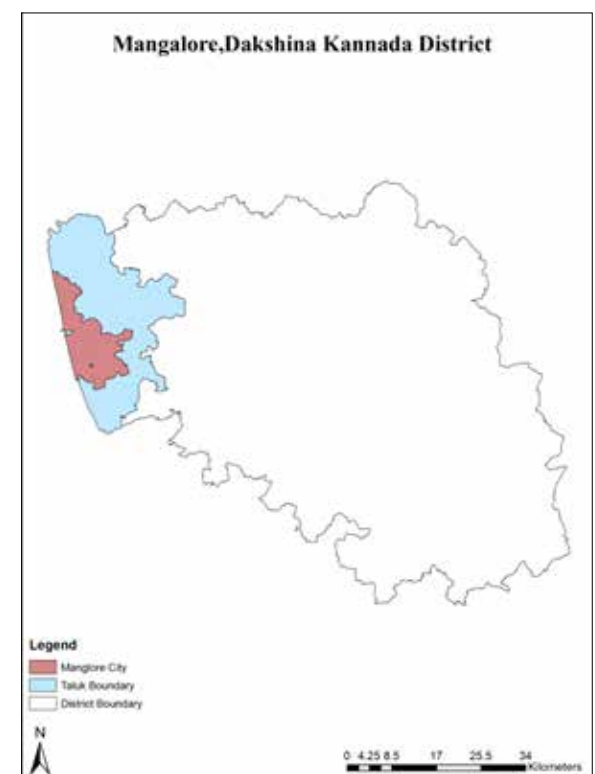 Mangalore,Dakshina Kannada District
Legend
Manglore City
Taluk Boundary
District Boundary
N
0 4.25 8.5 17 25.5 34
Kilometers